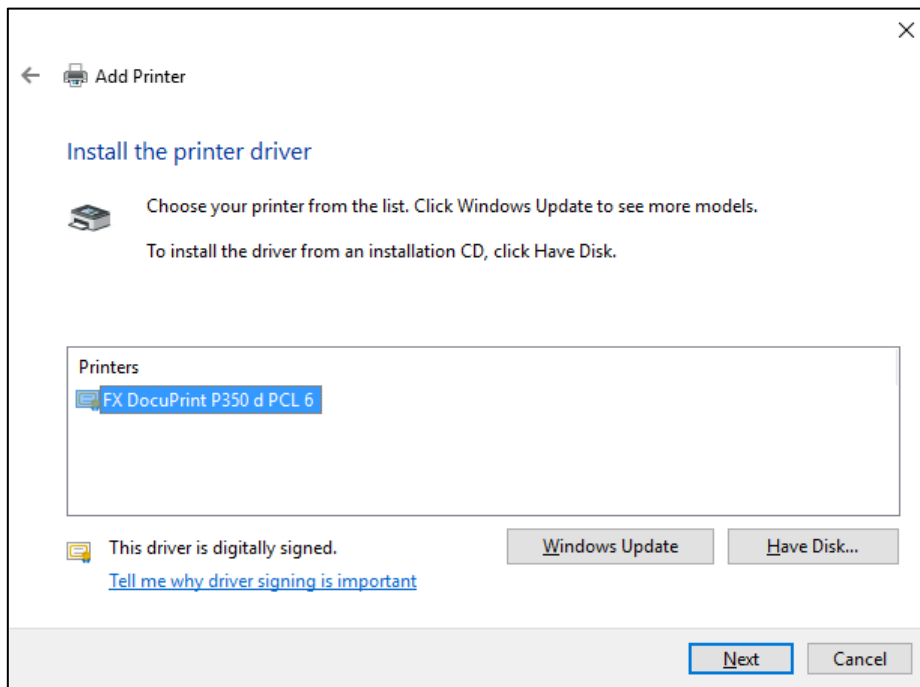 Add Printer
Install the printer driver
Choose your printer from the list. Click Windows Update to see more models.
To install the driver from an installation CD, click Have Disk.
Printers
FX DocuPrint P350 d PCL 6
This driver is digitally signed.
Windows Update
Have Disk...
Tell me why driver signing is important
Next
Cancel